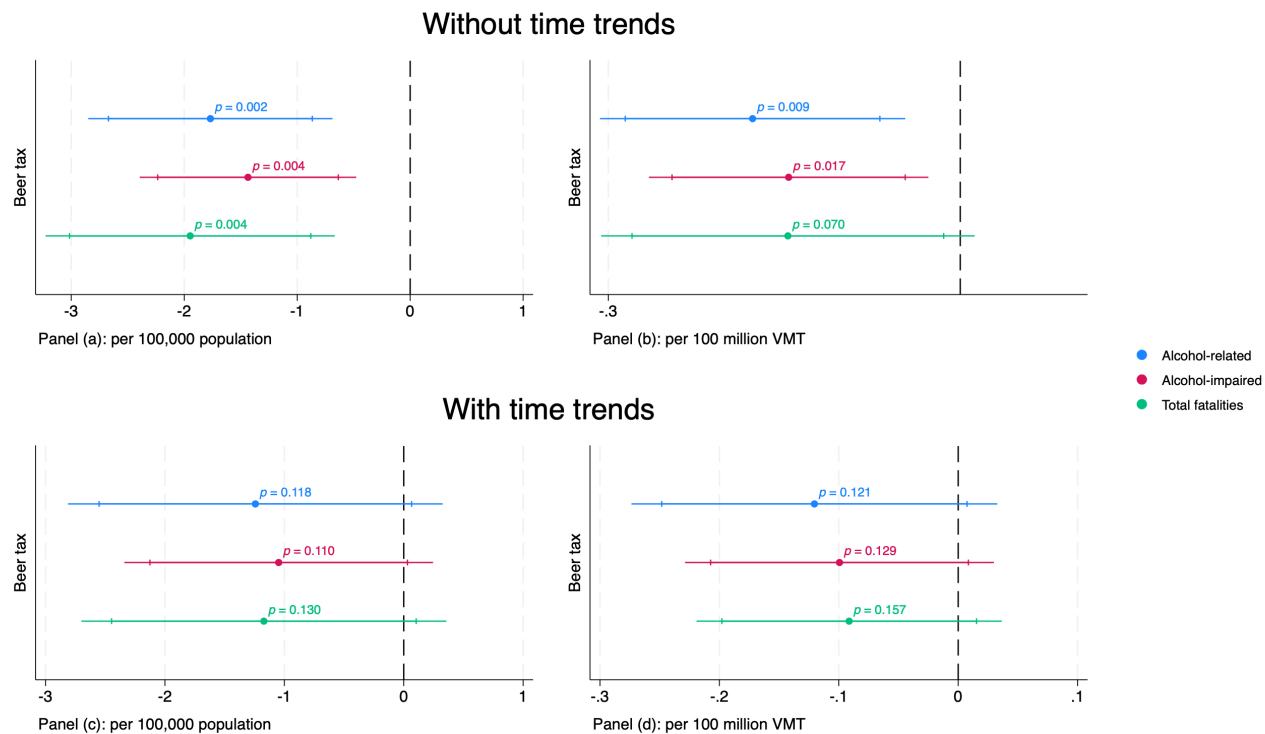 Without time trends
Beer tax
p = 0.002
p = 0.004
p = 0.004
-3 -2 -1 0 1
Panel (a): per 100,000 population
Beer tax
p = 0.009
p = 0.017
p = 0.070
-.3
Panel (b): per 100 million VMT
Alcohol-related
Alcohol-impaired
Total fatalities
With time trends
Beer tax
p = 0.118
p = 0.110
p = 0.130
-3 -2 -1 0 1
Panel (c): per 100,000 population
Beer tax
p = 0.121
p = 0.129
p = 0.157
-.3 -.2 -.1 0 .1
Panel (d): per 100 million VMT